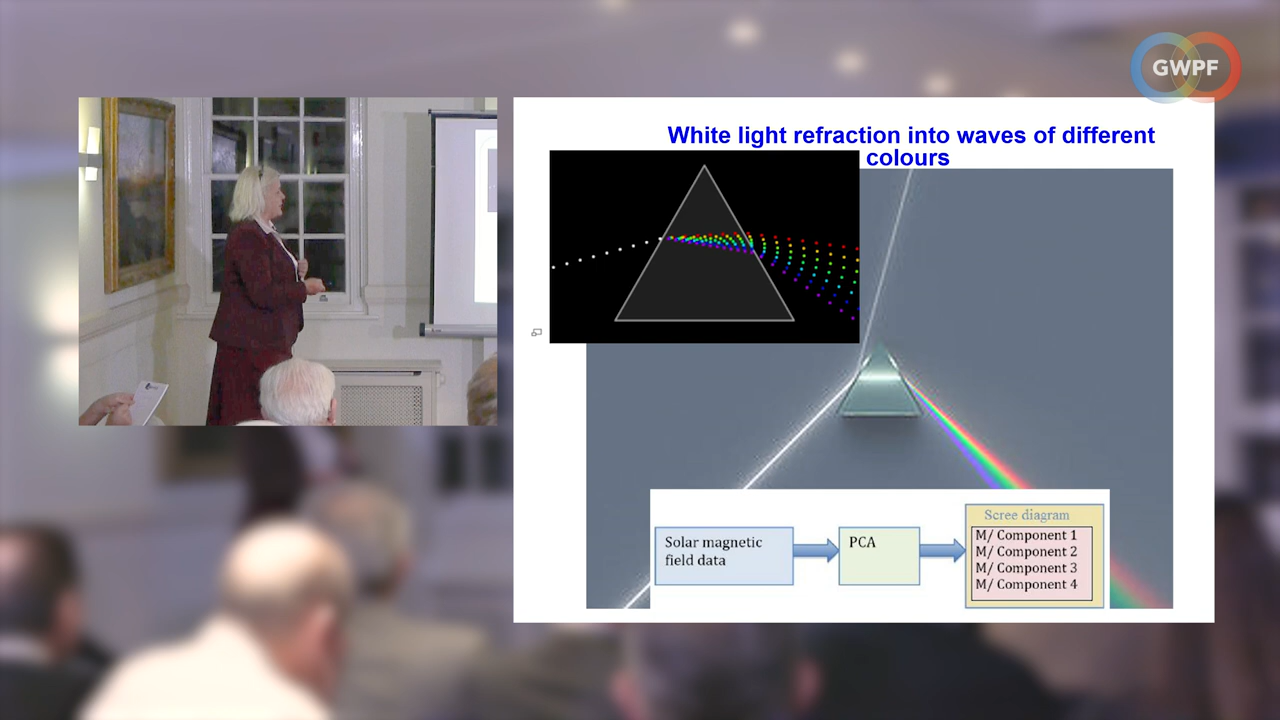 GWPF
White light refraction into waves of different
colours
Solar magnetic
field data
PCA
Scree diagram
M/ Component 1
M/ Component 2
M/ Component 3
M/ Component 4